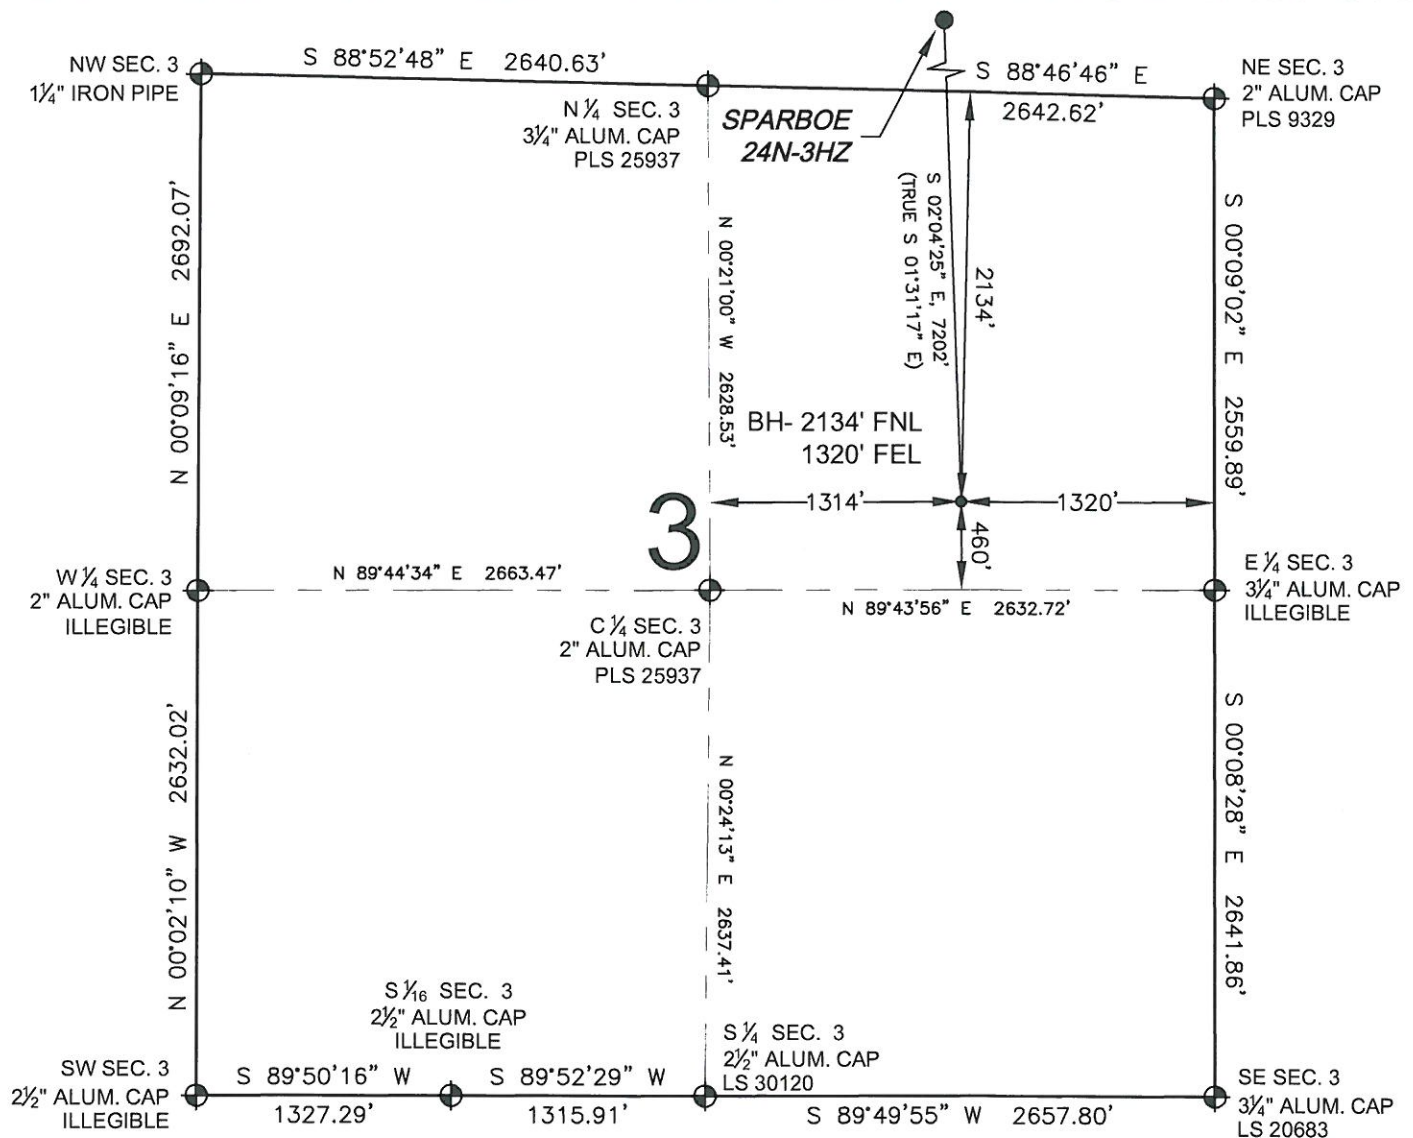 S 88°52'48" E 2640.63'
NW SEC. 3
1¼" IRON PIPE
N ¼ SEC. 3
3¼" ALUM. CAP
PLS 25937
SPARBOE
24N-3HZ
S 88°46'46" E
2642.62'
NE SEC. 3
2" ALUM. CAP
PLS 9329
N 00°09'16" E 2692.07'
N 00°21'00" W 2628.53'
S 02°04'25" E, 7202'
(TRUE S 01°31'17" E)
2134'
S 00°09'02" E 2559.89'
BH- 2134' FNL
1320' FEL
3
1314'
1320'
460'
W ¼ SEC. 3
2" ALUM. CAP
ILLEGIBLE
N 89°44'34" E 2663.47'
C ¼ SEC. 3
2" ALUM. CAP
PLS 25937
N 89°43'56" E 2632.72'
E ¼ SEC. 3
3¼" ALUM. CAP
ILLEGIBLE
N 00°02'10" W 2632.02'
N 00°24'13" E 2637.41'
S 00°08'28" E 2641.86'
S ¹⁄₁₆ SEC. 3
2½" ALUM. CAP
ILLEGIBLE
SW SEC. 3
2½" ALUM. CAP
ILLEGIBLE
S 89°50'16" W
1327.29'
S 89°52'29" W
1315.91'
S ¼ SEC. 3
2½" ALUM. CAP
LS 30120
S 89°49'55" W 2657.80'
SE SEC. 3
3¼" ALUM. CAP
LS 20683